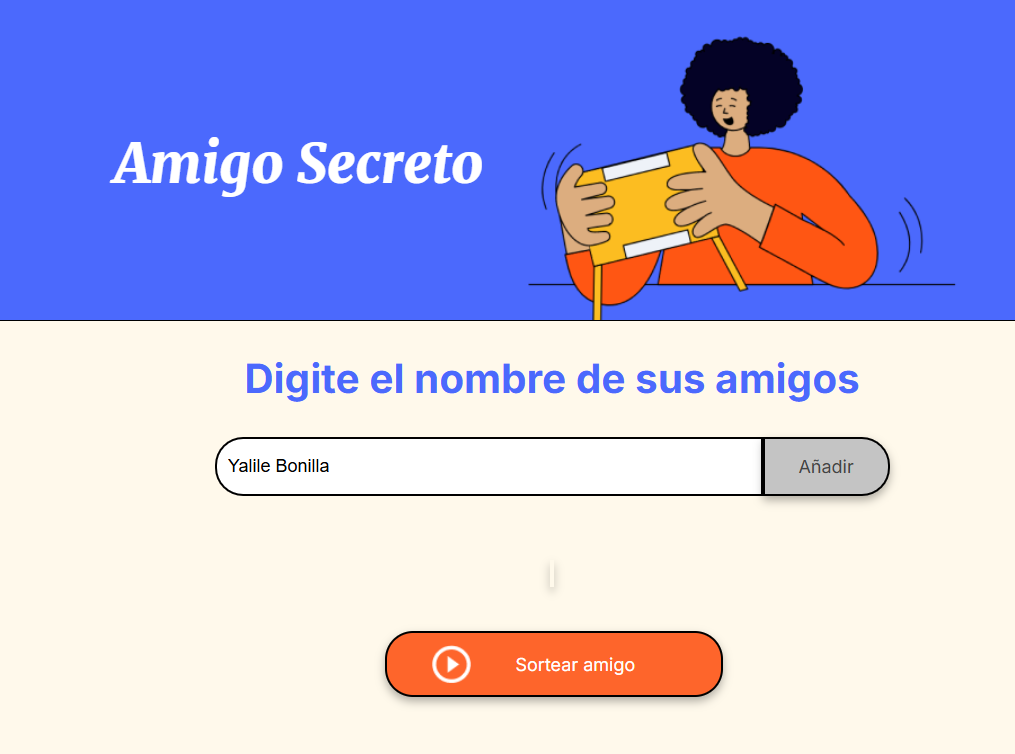 Amigo Secreto
Digite el nombre de sus amigos
Yalile Bonilla
Añadir
Sortear amigo